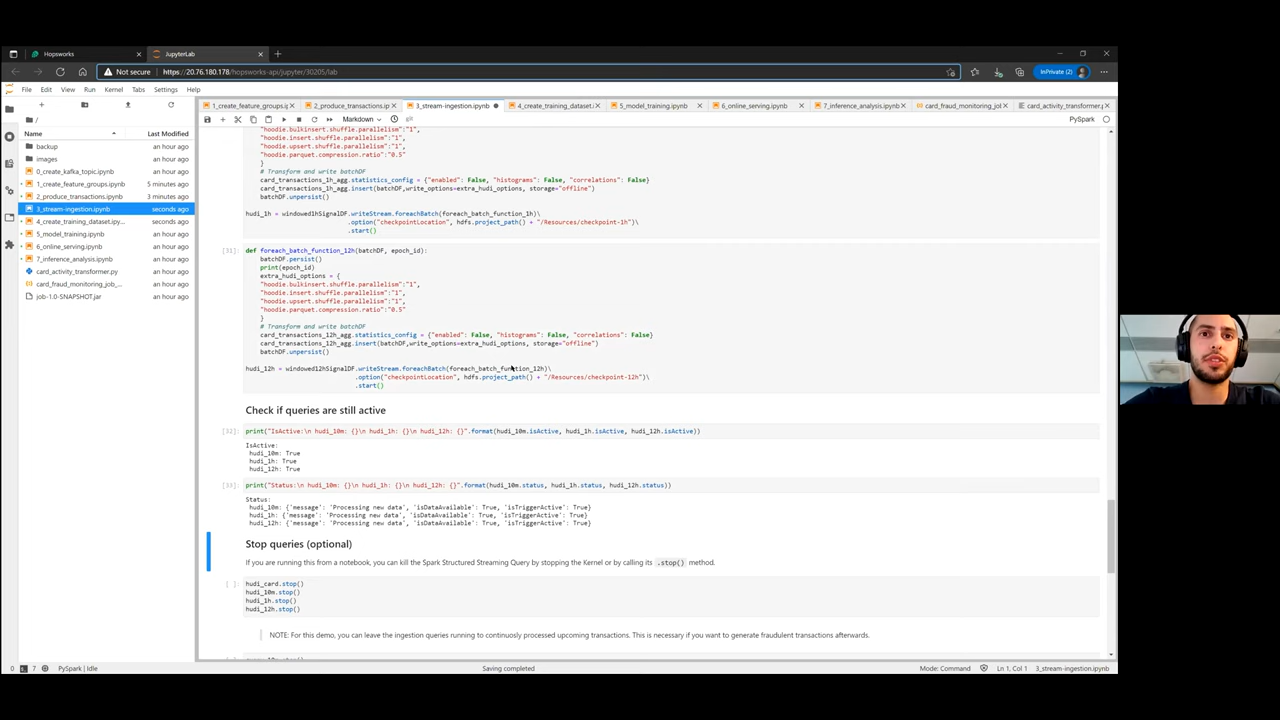 Hopsworks
JupyterLab
Not secure
https://20.76.180.178/hopsworks-api/jupyter/30205/lab
InPrivate (2)
File Edit View Run Kernel Tabs Settings Help
1_create_feature_groups.ip
2_produce_transactions.ip
3_stream-ingestion.ipynb
4_create_training_dataset.i
5_model_training.ipynb
6_online_serving.ipynb
7_inference_analysis.ipynb
card_fraud_monitoring_jol
card_activity_transformer.p
Markdown
PySpark
/
Name
Last Modified
backup an hour ago
images an hour ago
0_create_kafka_topic.ipynb an hour ago
1_create_feature_groups.ipynb 5 minutes ago
2_produce_transactions.ipynb 3 minutes ago
3_stream-ingestion.ipynb seconds ago
4_create_training_dataset.ipy... seconds ago
5_model_training.ipynb an hour ago
6_online_serving.ipynb an hour ago
7_inference_analysis.ipynb an hour ago
card_activity_transformer.py an hour ago
card_fraud_monitoring_job_... an hour ago
job-1.0-SNAPSHOT.jar an hour ago
"hoodie.bulkinsert.shuffle.parallelism":"1",
"hoodie.insert.shuffle.parallelism":"1",
"hoodie.upsert.shuffle.parallelism":"1",
"hoodie.parquet.compression.ratio":"0.5"
}
# Transform and write batchDF
card_transactions_1h_agg.statistics_config = {"enabled": False, "histograms": False, "correlations": False}
card_transactions_1h_agg.insert(batchDF,write_options=extra_hudi_options, storage="offline")
batchDF.unpersist()
hudi_1h = windowed1hSignalDF.writeStream.foreachBatch(foreach_batch_function_1h)\
.option("checkpointLocation", hdfs.project_path() + "/Resources/checkpoint-1h")\
.start()
[31]: def foreach_batch_function_12h(batchDF, epoch_id):
batchDF.persist()
print(epoch_id)
extra_hudi_options = {
"hoodie.bulkinsert.shuffle.parallelism":"1",
"hoodie.insert.shuffle.parallelism":"1",
"hoodie.upsert.shuffle.parallelism":"1",
"hoodie.parquet.compression.ratio":"0.5"
}
# Transform and write batchDF
card_transactions_12h_agg.statistics_config = {"enabled": False, "histograms": False, "correlations": False}
card_transactions_12h_agg.insert(batchDF,write_options=extra_hudi_options, storage="offline")
batchDF.unpersist()
hudi_12h = windowed12hSignalDF.writeStream.foreachBatch(foreach_batch_function_12h)\
.option("checkpointLocation", hdfs.project_path() + "/Resources/checkpoint-12h")\
.start()
Check if queries are still active
[32]: print("IsActive:\n hudi_10m: {}\n hudi_1h: {}\n hudi_12h: {}".format(hudi_10m.isActive, hudi_1h.isActive, hudi_12h.isActive))
IsActive:
hudi_10m: True
hudi_1h: True
hudi_12h: True
[33]: print("Status:\n hudi_10m: {}\n hudi_1h: {}\n hudi_12h: {}".format(hudi_10m.status, hudi_1h.status, hudi_12h.status))
Status:
hudi_10m: {'message': 'Processing new data', 'isDataAvailable': True, 'isTriggerActive': True}
hudi_1h: {'message': 'Processing new data', 'isDataAvailable': True, 'isTriggerActive': True}
hudi_12h: {'message': 'Processing new data', 'isDataAvailable': True, 'isTriggerActive': True}
Stop queries (optional)
If you are running this from a notebook, you can kill the Spark Structured Streaming Query by stopping the Kernel or by calling its .stop() method.
[ ]: hudi_card.stop()
hudi_10m.stop()
hudi_1h.stop()
hudi_12h.stop()
NOTE: For this demo, you can leave the ingestion queries running to continuosly processed upcoming transactions. This is necessary if you want to generate fraudulent transactions afterwards.
0 7 PySpark | Idle
Saving completed
Mode: Command
Ln 1, Col 1
3_stream-ingestion.ipynb